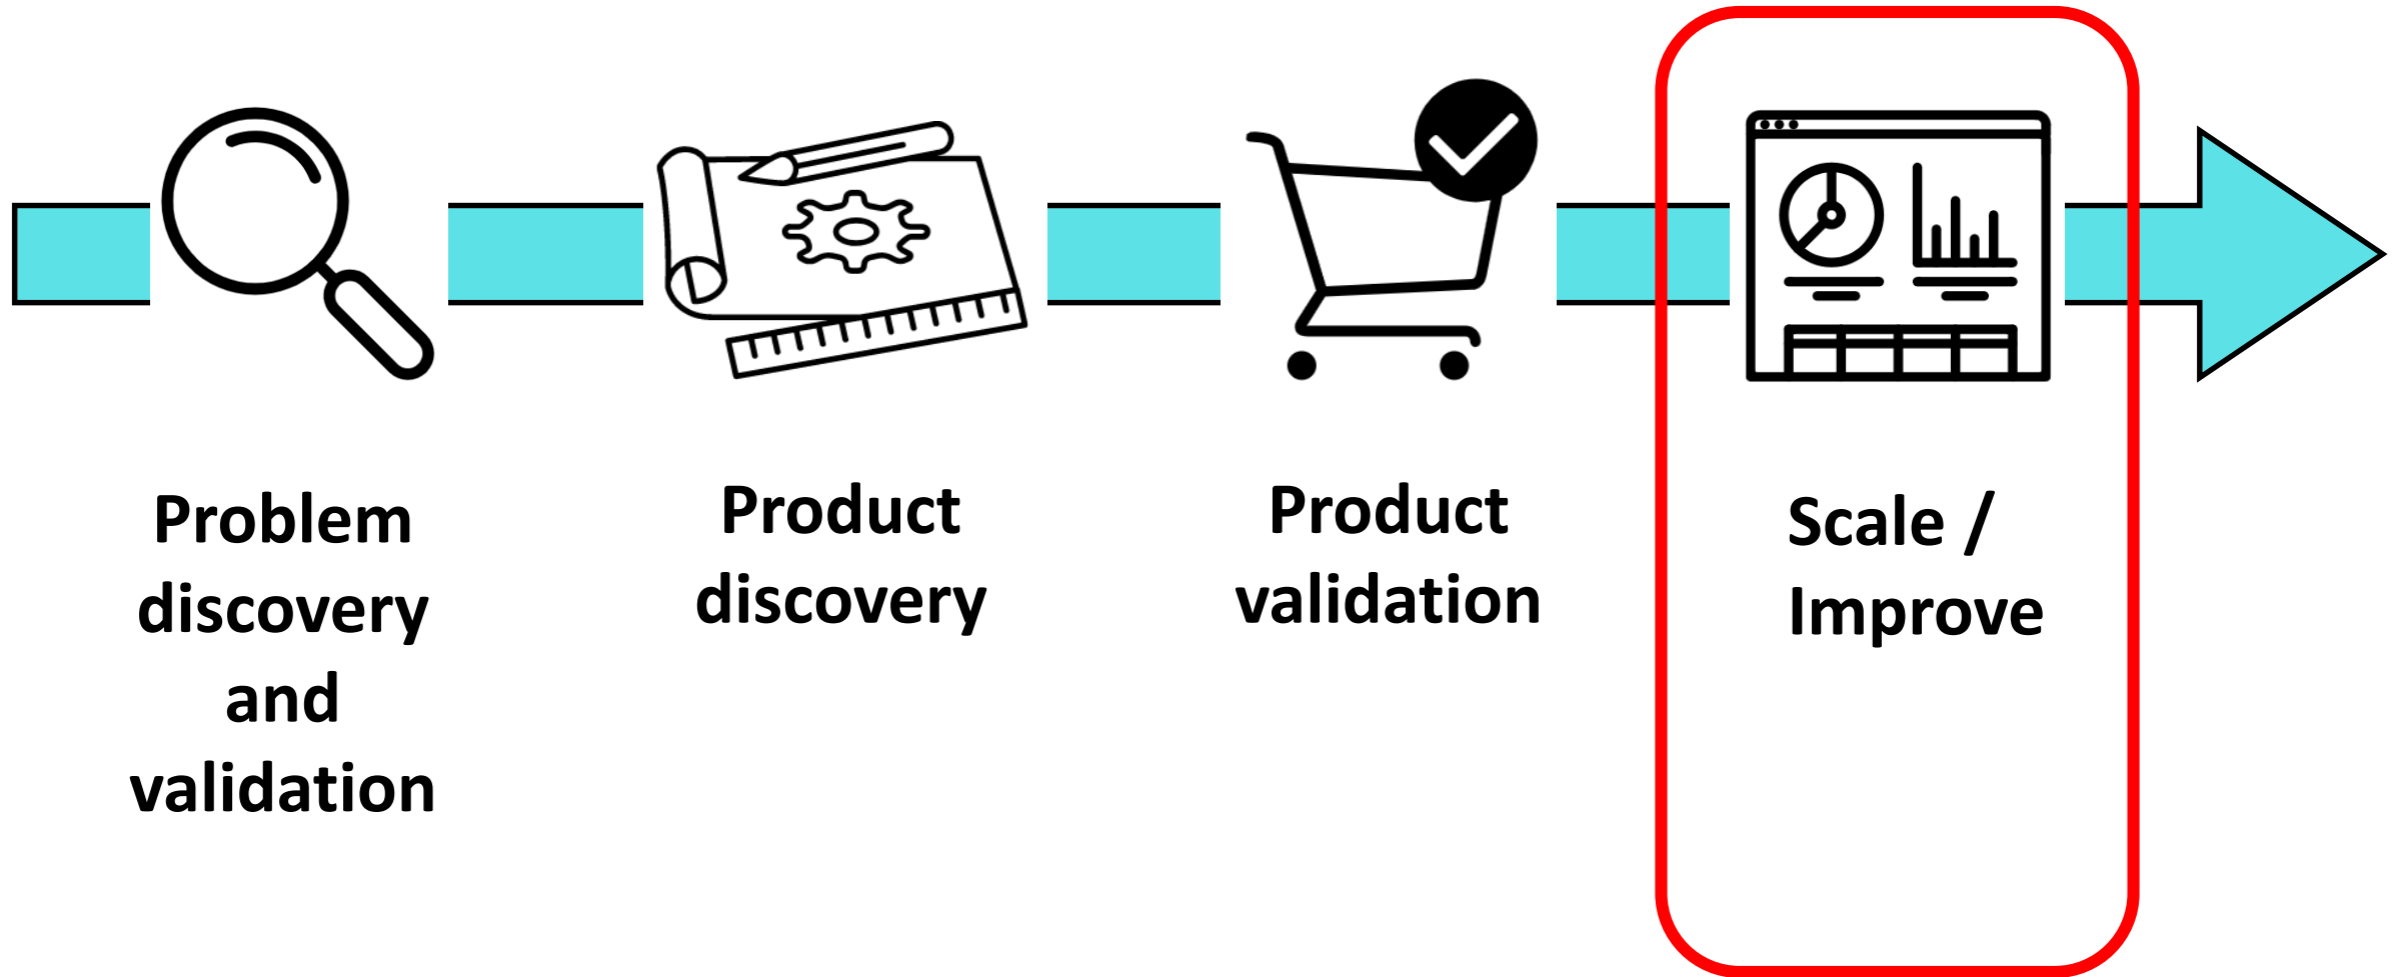 Problem
discovery
and
validation
Product
discovery
Product
validation
Scale /
Improve